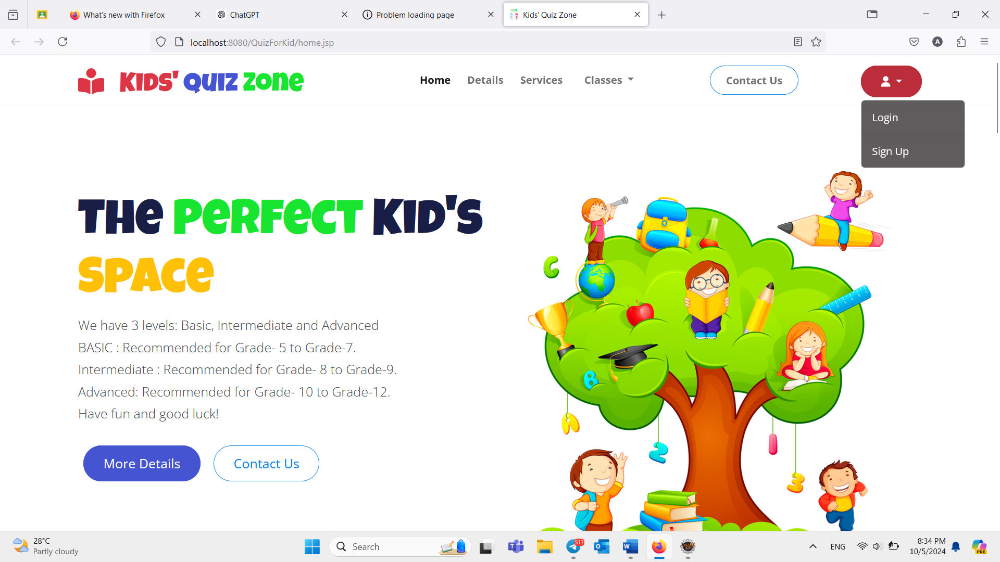 What's new with Firefox
ChatGPT
Problem loading page
Kids' Quiz Zone
localhost:8080/QuizForKid/home.jsp
A
KIDS' QUIZ ZONE
Home
Details
Services
Classes
Contact Us
Login
Sign Up
THE PERFECT KID'S
SPACE
We have 3 levels: Basic, Intermediate and Advanced
BASIC : Recommended for Grade- 5 to Grade-7.
Intermediate : Recommended for Grade- 8 to Grade-9.
Advanced: Recommended for Grade- 10 to Grade-12.
Have fun and good luck!
More Details
Contact Us
C
B
A
2
1
3
28°C
Partly cloudy
Search
517
ENG
8:34 PM
10/5/2024
PRE